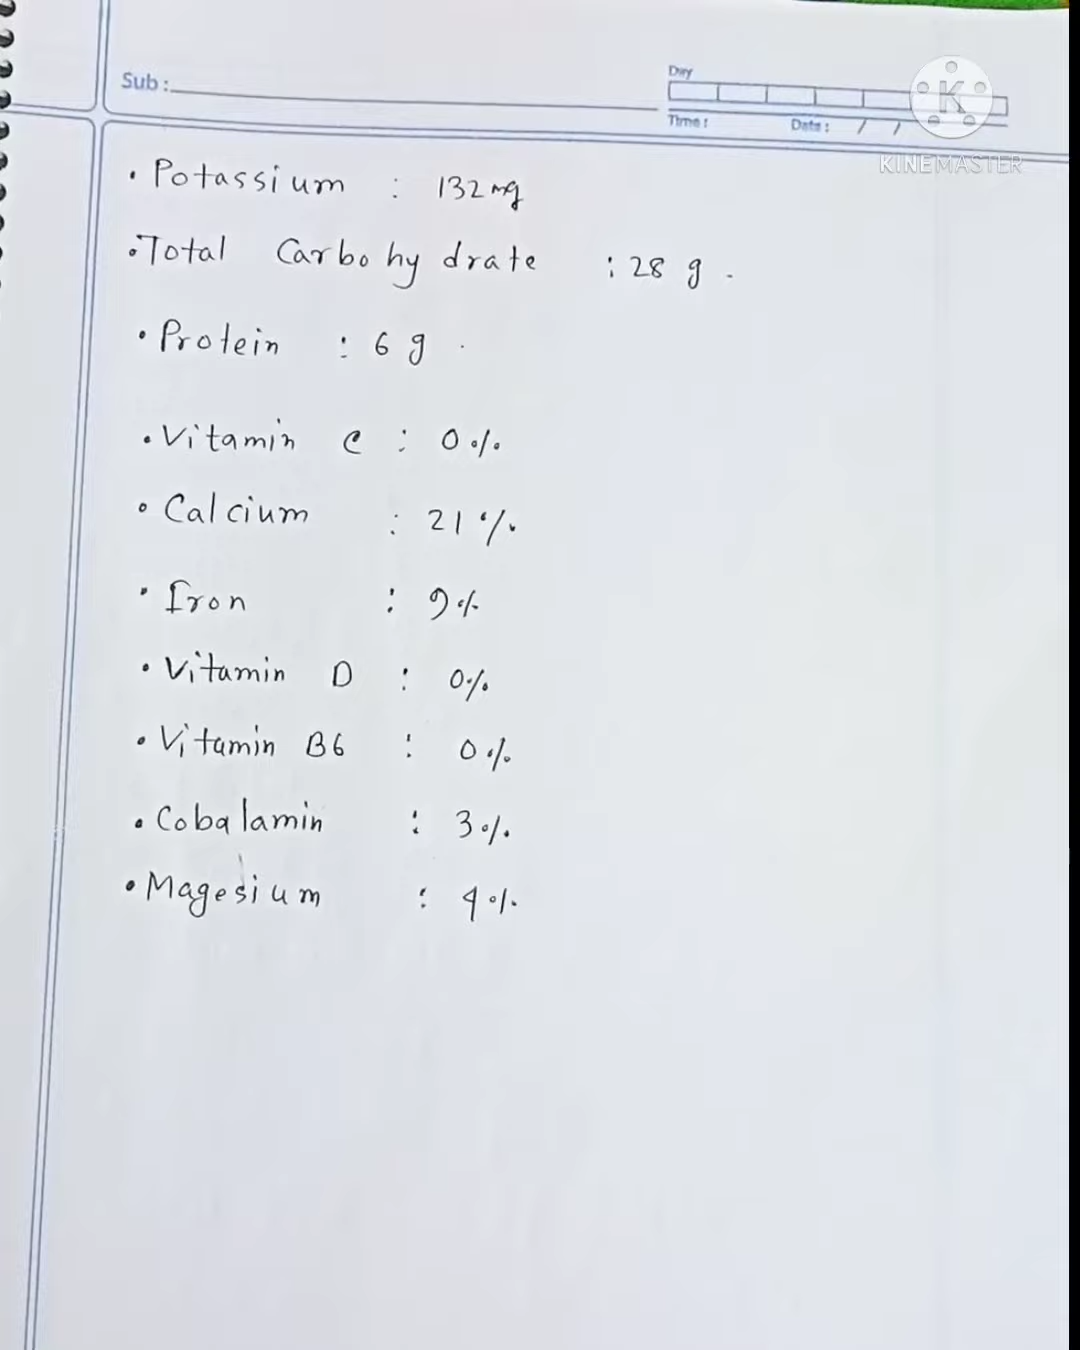 Day
Sub :
Time :
Date : / /
K
KINEMASTER
• Potassium : 132 mg
• Total Carbohydrate : 28 g .
• Protein : 6 g .
• Vitamin C : 0%
• Calcium : 21%
• Iron : 9%
• Vitamin D : 0%
• Vitamin B6 : 0%
• Cobalamin : 3%
• Magesium : 4%